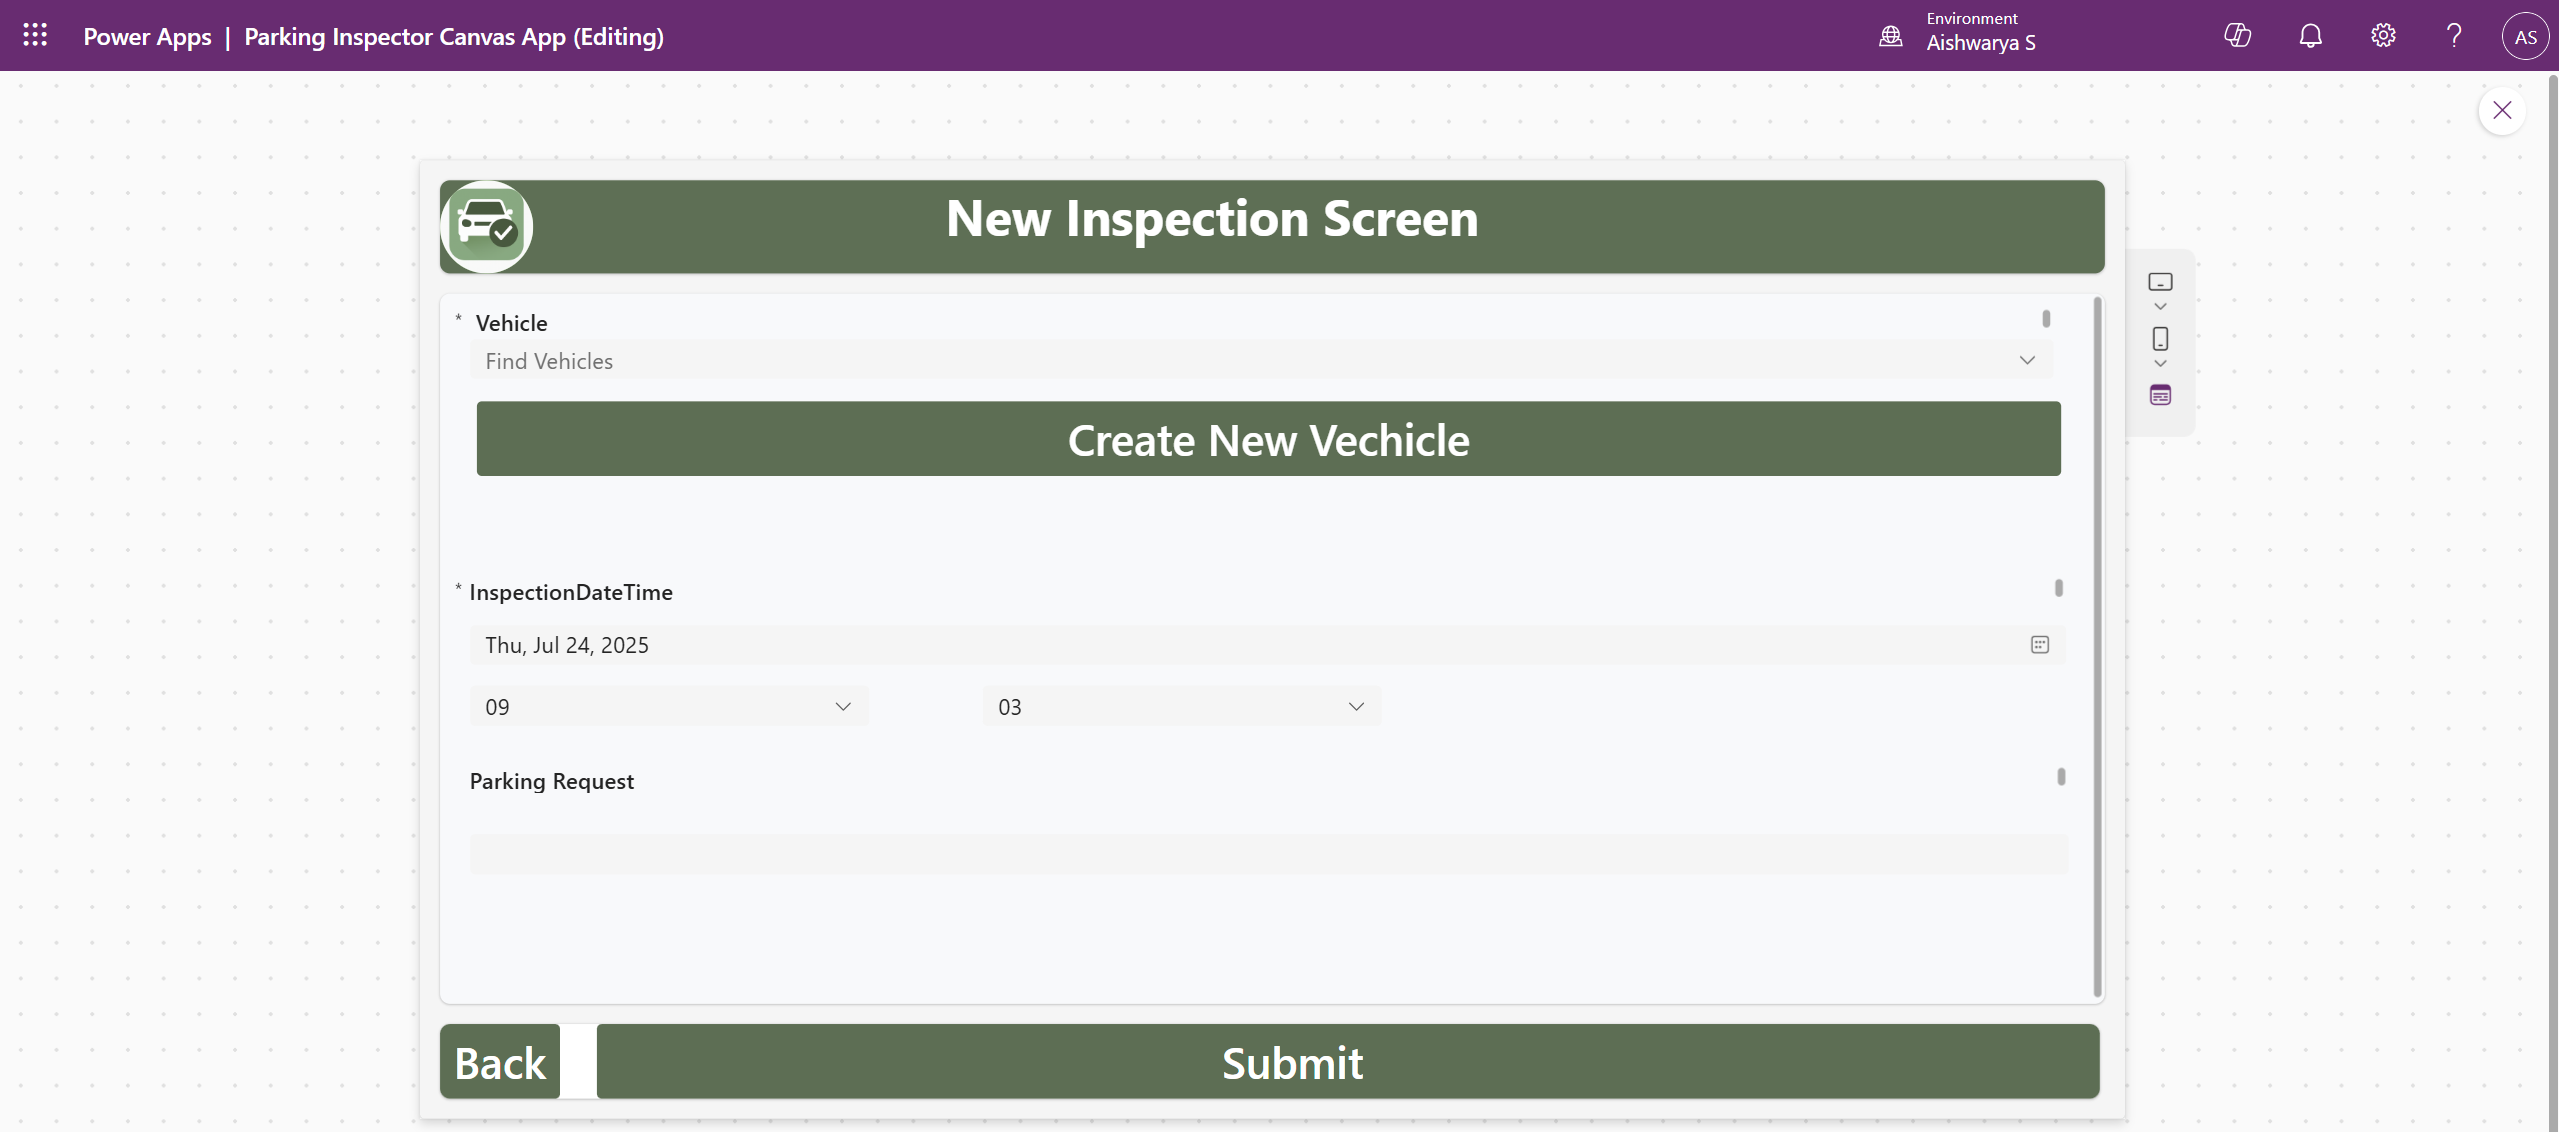 Power Apps | Parking Inspector Canvas App (Editing)
Environment
Aishwarya S
AS
New Inspection Screen
* Vehicle
Find Vehicles
Create New Vechicle
* InspectionDateTime
Thu, Jul 24, 2025
09 03
Parking Request
Back Submit